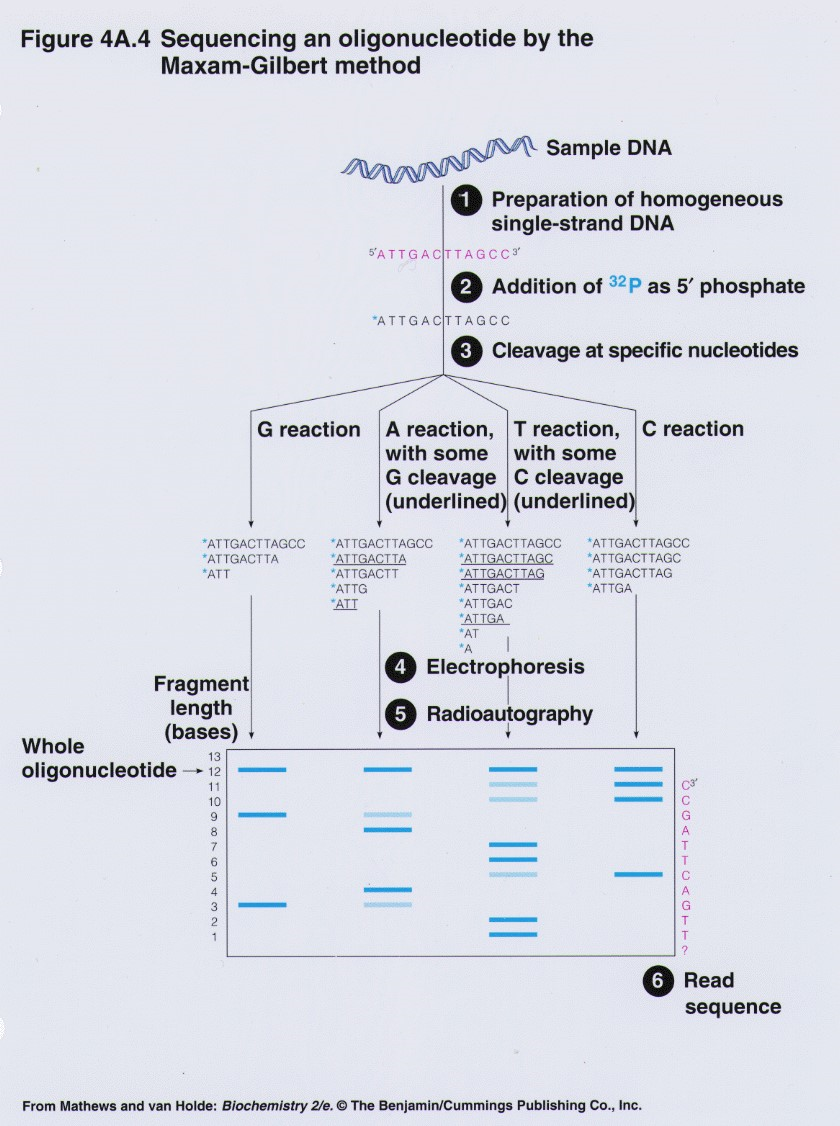 Figure 4A.4 Sequencing an oligonucleotide by the
Maxam-Gilbert method
Sample DNA
1 Preparation of homogeneous
single-strand DNA
5′ATTGACTTAGCC3′
2 Addition of 32P as 5′ phosphate
*ATTGACTTAGCC
3 Cleavage at specific nucleotides
G reaction
A reaction,
with some
G cleavage
(underlined)
T reaction,
with some
C cleavage
(underlined)
C reaction
*ATTGACTTAGCC
*ATTGACTTA
*ATT
*ATTGACTTAGCC
*ATTGACTTA
*ATTGACTT
*ATTG
*ATT
*ATTGACTTAGCC
*ATTGACTTAGC
*ATTGACTTAG
*ATTGACT
*ATTGAC
*ATTGA
*AT
*A
*ATTGACTTAGCC
*ATTGACTTAGC
*ATTGACTTAG
*ATTGA
4 Electrophoresis
5 Radioautography
Fragment
length
(bases)
Whole
oligonucleotide
13
12
11
10
9
8
7
6
5
4
3
2
1
C3′
C
G
A
T
T
C
A
G
T
T
?
6 Read
sequence
From Mathews and van Holde: Biochemistry 2/e. © The Benjamin/Cummings Publishing Co., Inc.